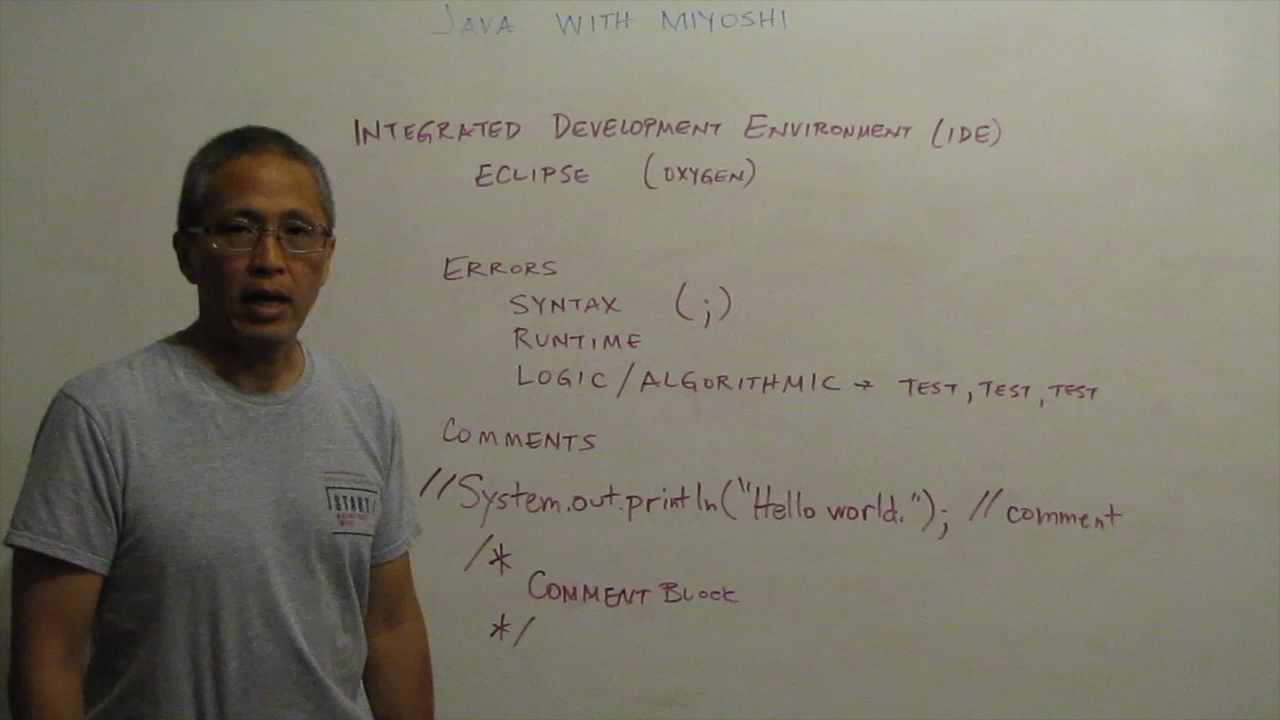 JAVA WITH MIYOSHI
INTEGRATED DEVELOPMENT ENVIRONMENT (IDE)
ECLIPSE (OXYGEN)
ERRORS
SYNTAX (;)
RUNTIME
LOGIC/ALGORITHMIC → TEST, TEST, TEST
COMMENTS
//System.out.println("Hello world."); //comment
/*
COMMENT BLOCK
*/
START